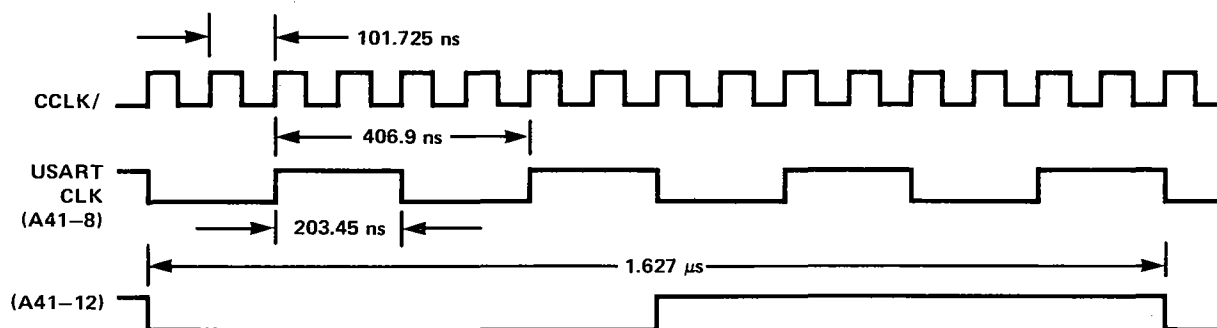 101.725 ns
CCLK/
406.9 ns
USART
CLK
(A41–8)
203.45 ns
1.627 μs
(A41–12)